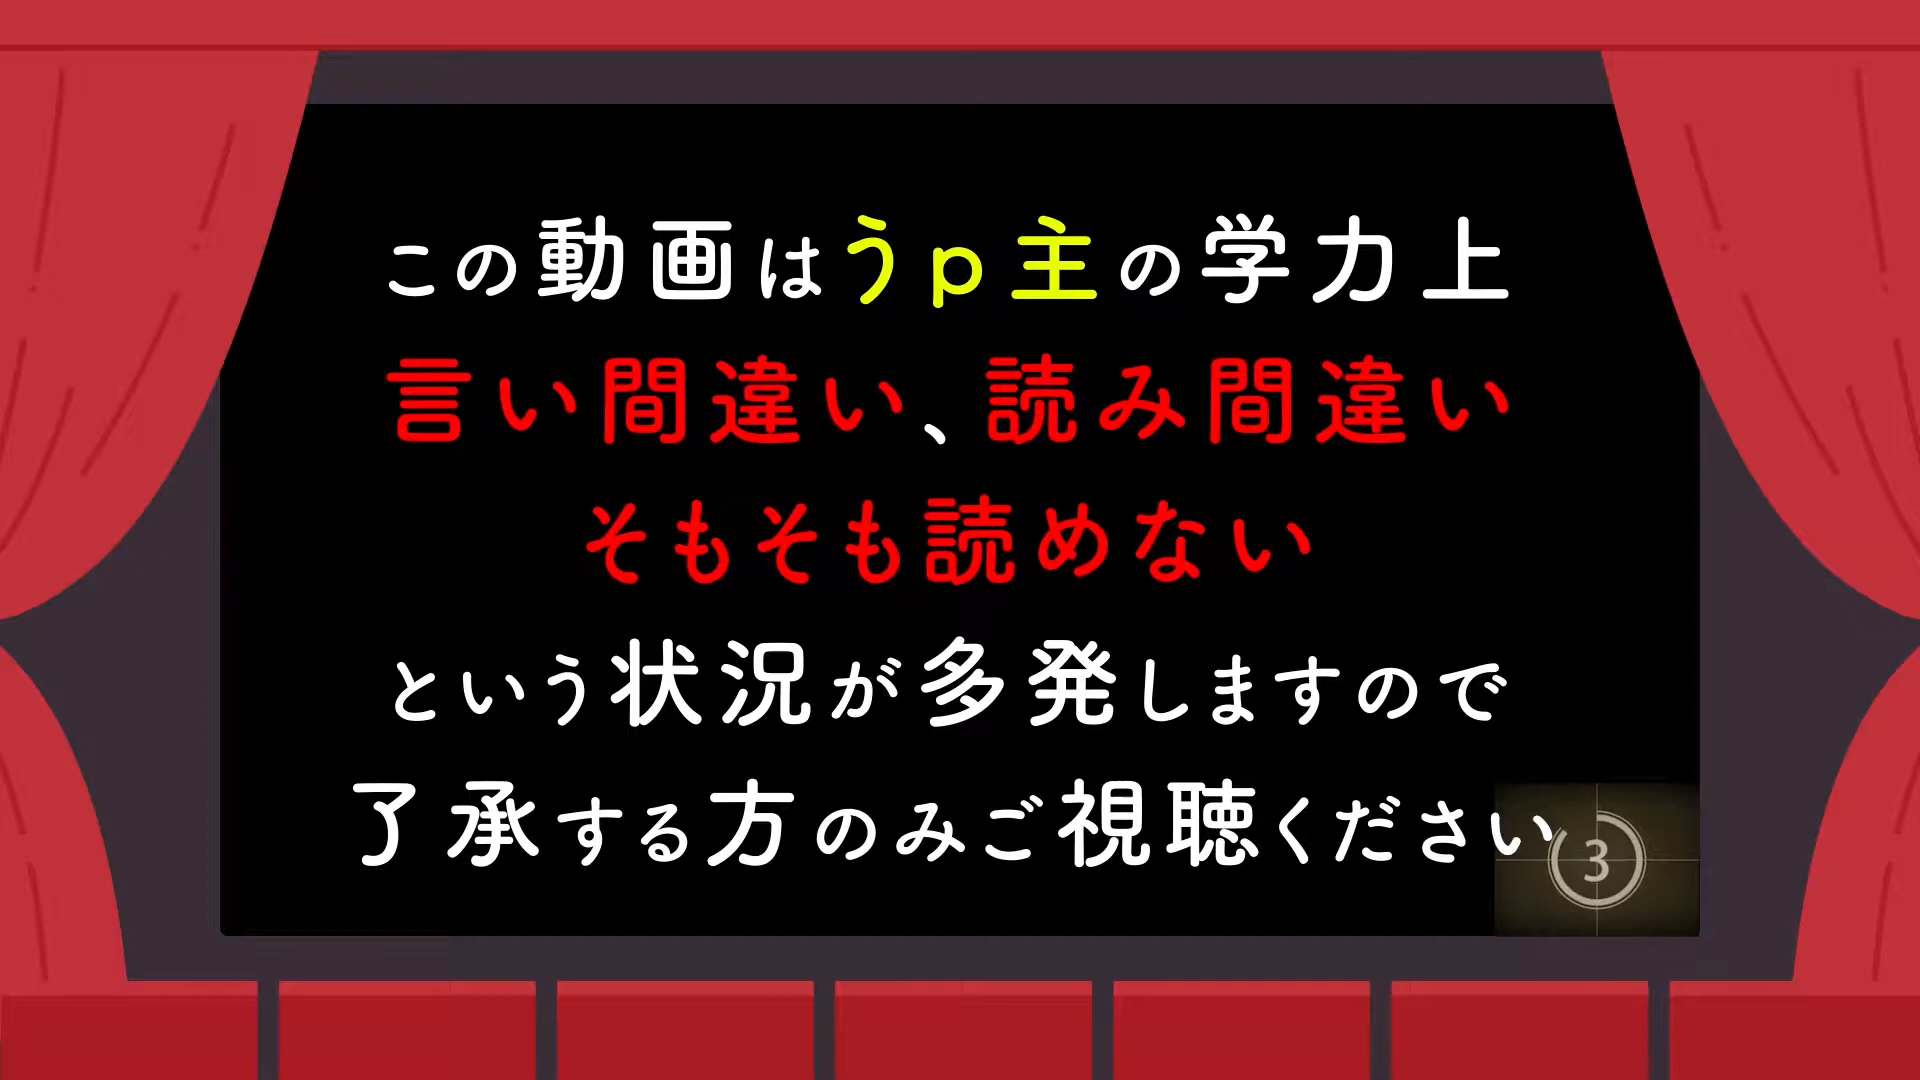 この動画はうｐ主の学力上
言い間違い、読み間違い
そもそも読めない
という状況が多発しますので
了承する方のみご視聴ください
3